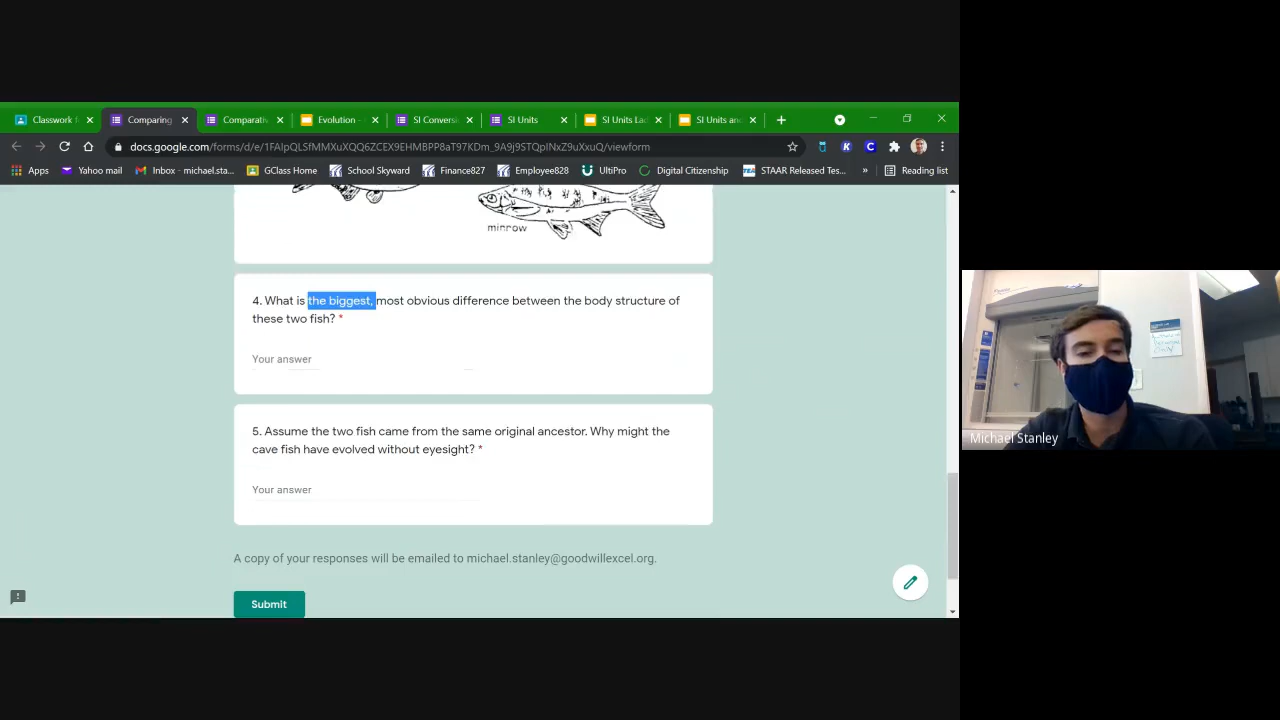 Classwork f
Comparing
Comparati
Evolution -
SI Convers
SI Units
SI Units Lab
SI Units and
docs.google.com/forms/d/e/1FAIpQLSfMMXuXQQ6ZCEX9EHMBPP8aT97KDm_9A9j9STQpINxZ9uXxuQ/viewform
Apps
Yahoo mail
Inbox - michael.sta...
GClass Home
School Skyward
Finance827
Employee828
UltiPro
Digital Citizenship
STAAR Released Tes...
»
Reading list
minnow
4. What is the biggest, most obvious difference between the body structure of
these two fish? *
Your answer
5. Assume the two fish came from the same original ancestor. Why might the
cave fish have evolved without eyesight? *
Your answer
A copy of your responses will be emailed to michael.stanley@goodwillexcel.org.
Submit
Michael Stanley